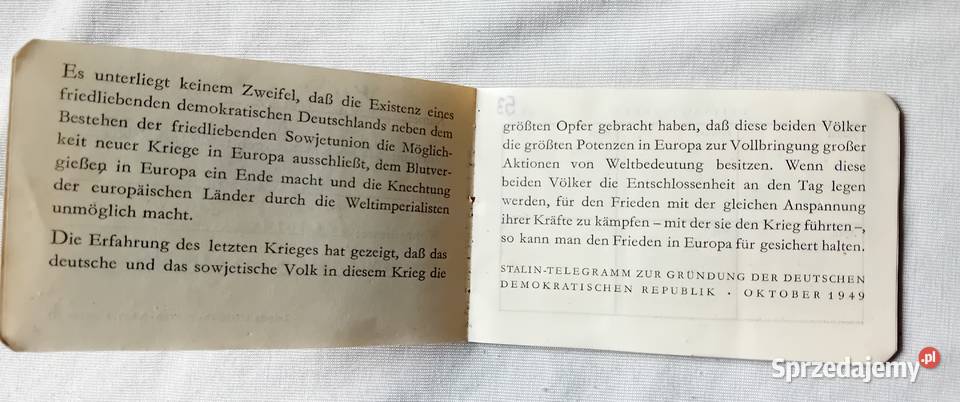 Es unterliegt keinem Zweifel, daß die Existenz eines
friedliebenden demokratischen Deutschlands neben dem
Bestehen der friedliebenden Sowjetunion die Möglich-
keit neuer Kriege in Europa ausschließt, dem Blutver-
gießen in Europa ein Ende macht und die Knechtung
der europäischen Länder durch die Weltimperialisten
unmöglich macht.
Die Erfahrung des letzten Krieges hat gezeigt, daß das
deutsche und das sowjetische Volk in diesem Krieg die
größten Opfer gebracht haben, daß diese beiden Völker
die größten Potenzen in Europa zur Vollbringung großer
Aktionen von Weltbedeutung besitzen. Wenn diese
beiden Völker die Entschlossenheit an den Tag legen
werden, für den Frieden mit der gleichen Anspannung
ihrer Kräfte zu kämpfen – mit der sie den Krieg führten –,
so kann man den Frieden in Europa für gesichert halten.
STALIN-TELEGRAMM ZUR GRÜNDUNG DER DEUTSCHEN
DEMOKRATISCHEN REPUBLIK · OKTOBER 1949
Sprzedajemy.pl